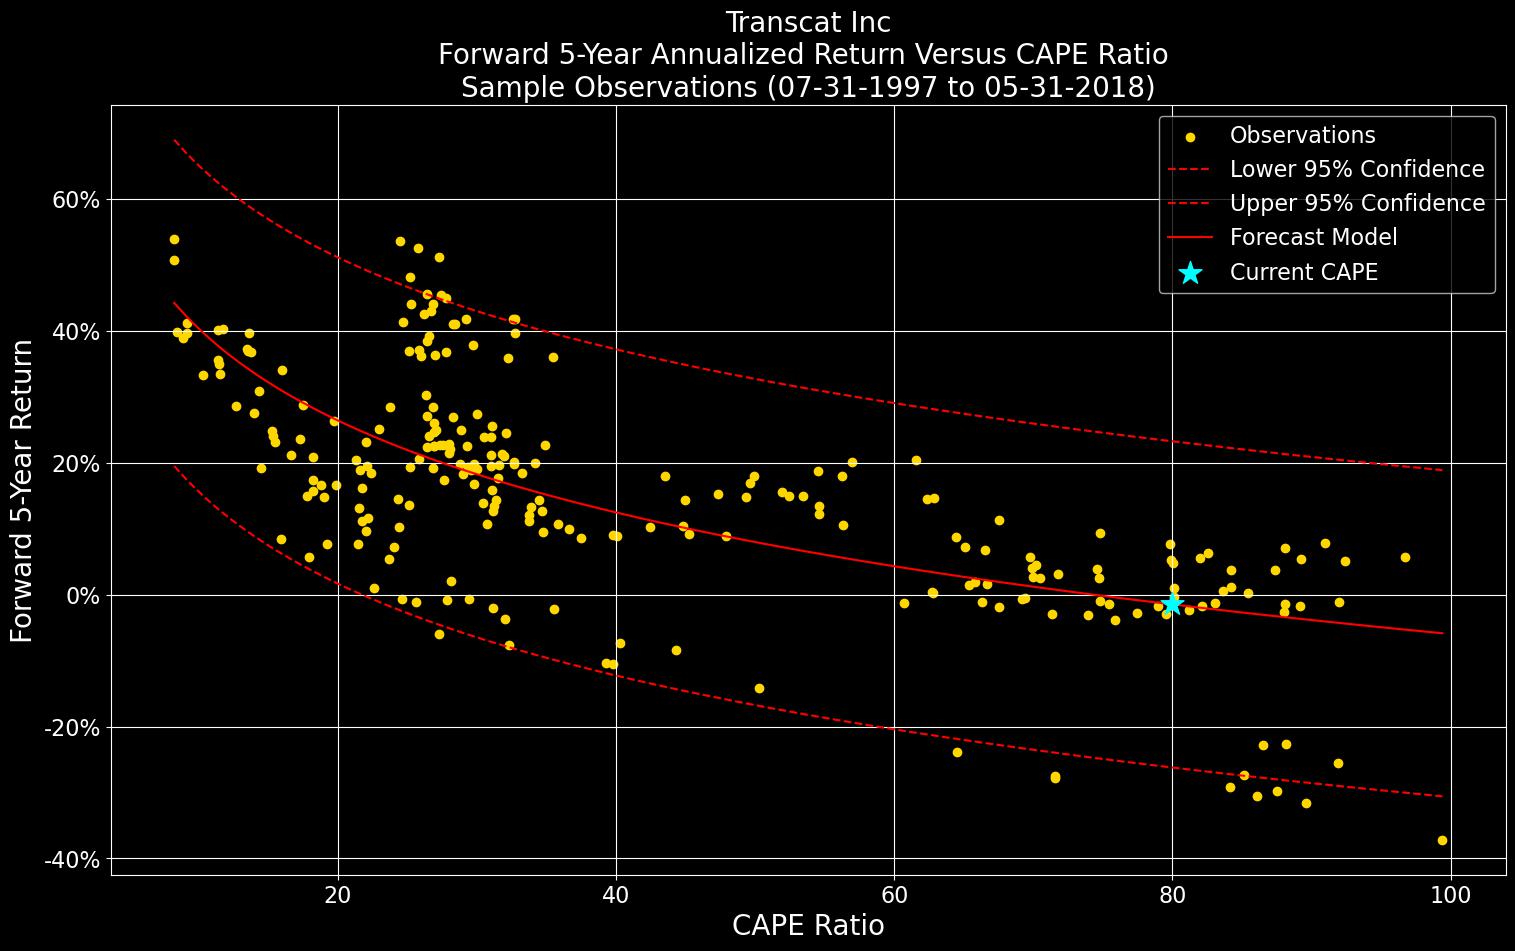 Transcat Inc
Forward 5-Year Annualized Return Versus CAPE Ratio
Sample Observations (07-31-1997 to 05-31-2018)
Observations
Lower 95% Confidence
Upper 95% Confidence
Forecast Model
Current CAPE
Forward 5-Year Return
60%
40%
20%
0%
-20%
-40%
20 40 60 80 100
CAPE Ratio